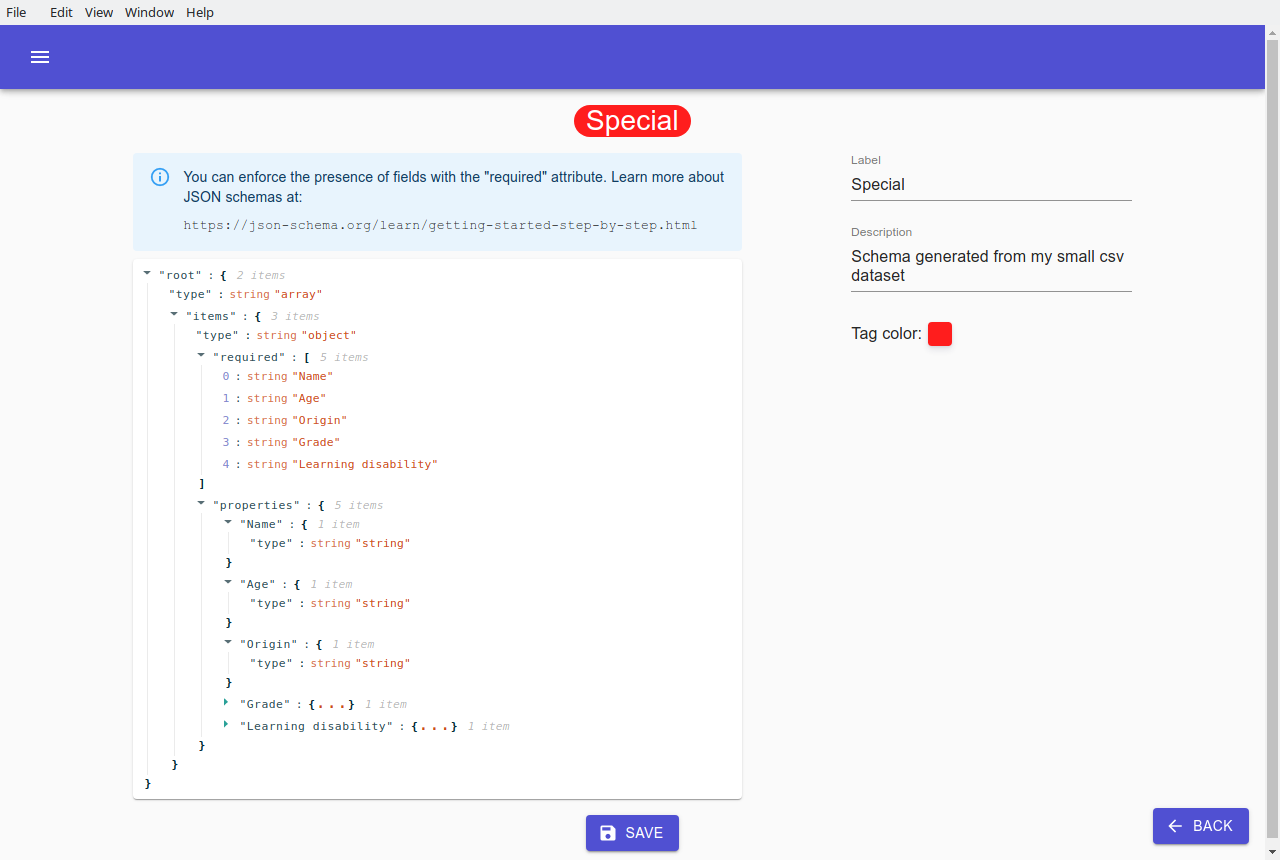 File Edit View Window Help
Special
You can enforce the presence of fields with the "required" attribute. Learn more about
JSON schemas at:
https://json-schema.org/learn/getting-started-step-by-step.html
Label
Special
Description
Schema generated from my small csv
dataset
Tag color:
"root" : { 2 items
"type" : string "array"
"items" : { 3 items
"type" : string "object"
"required" : [ 5 items
0 : string "Name"
1 : string "Age"
2 : string "Origin"
3 : string "Grade"
4 : string "Learning disability"
]
"properties" : { 5 items
"Name" : { 1 item
"type" : string "string"
}
"Age" : { 1 item
"type" : string "string"
}
"Origin" : { 1 item
"type" : string "string"
}
"Grade" : {...} 1 item
"Learning disability" : {...} 1 item
}
}
}
SAVE
BACK